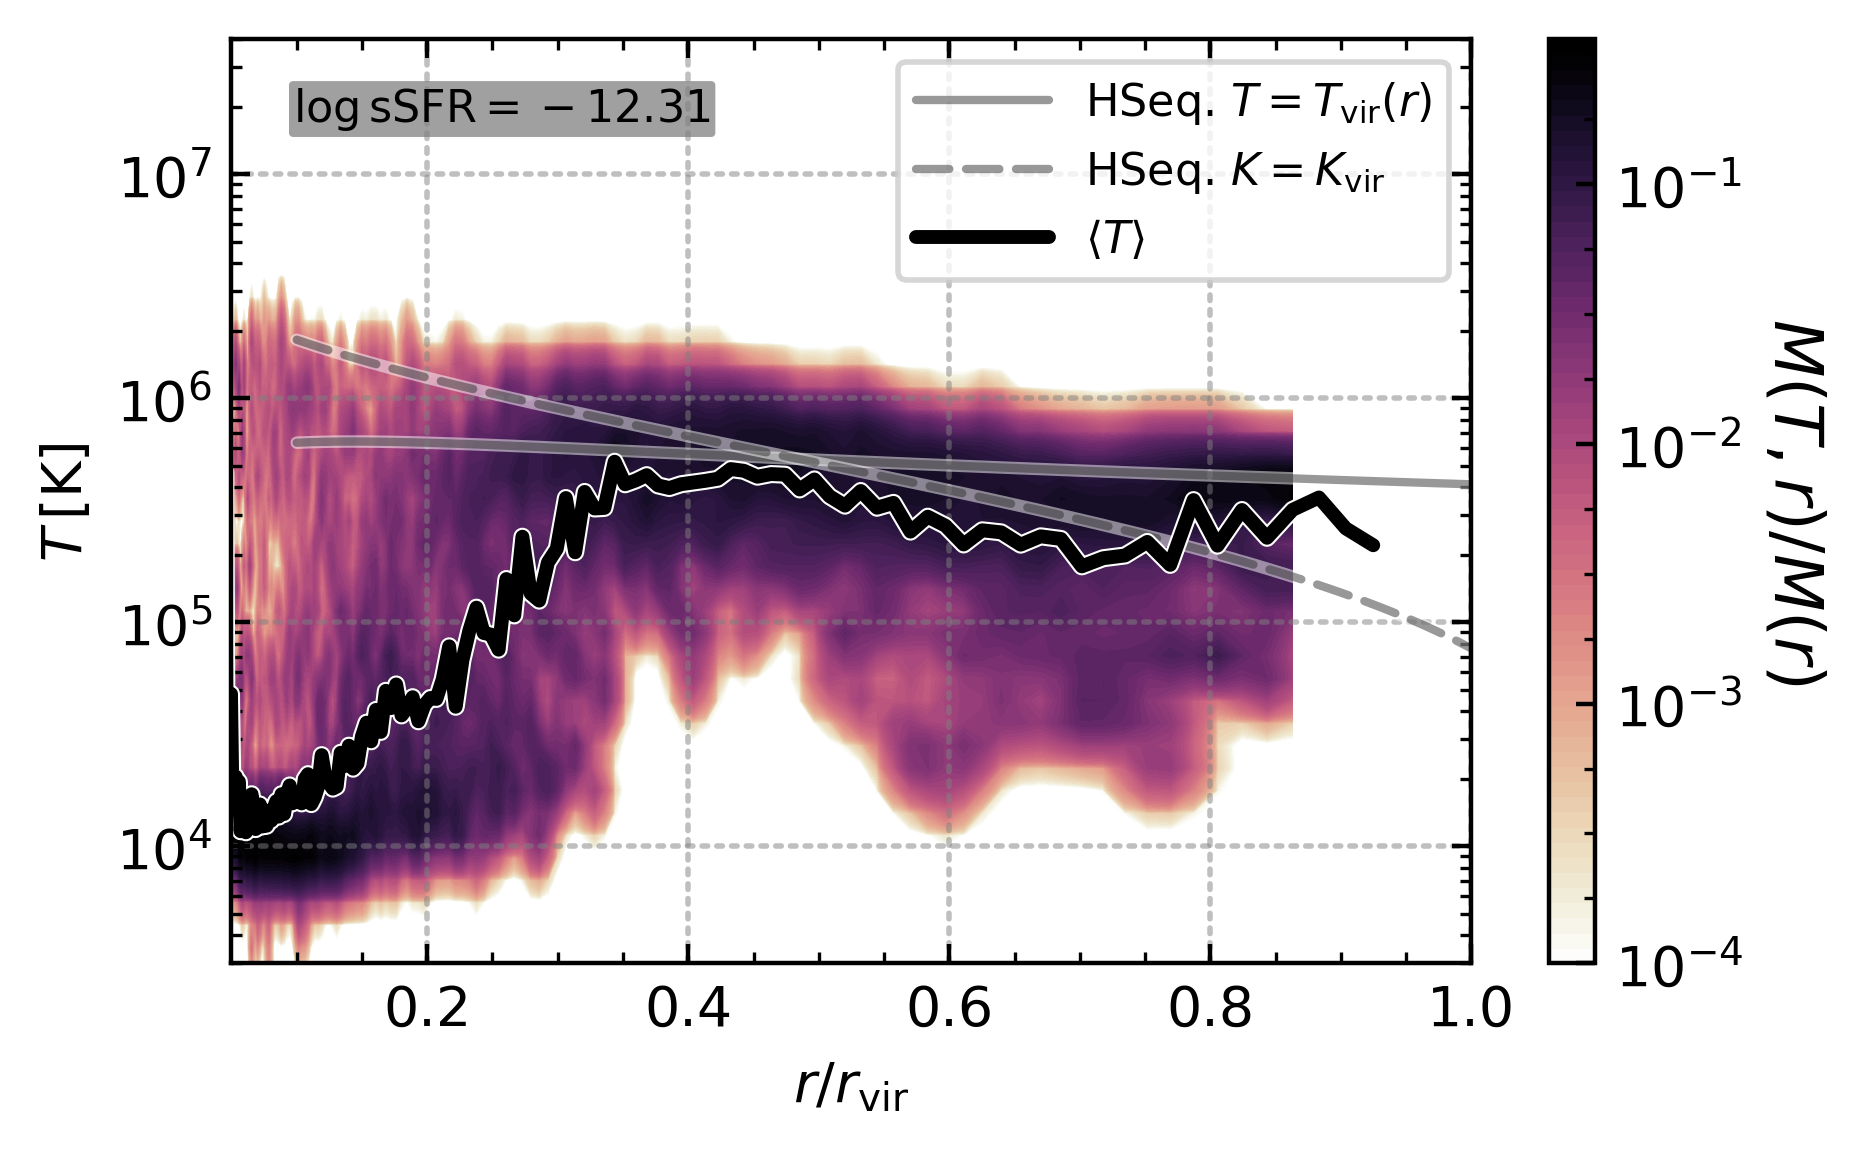 log sSFR = −12.31
HSeq. T = T_vir(r)
HSeq. K = K_vir
⟨T⟩
T [K]
10^7
10^6
10^5
10^4
0.2 0.4 0.6 0.8 1.0
r/r_vir
10^−1
10^−2
10^−3
10^−4
M(T, r)/M(r)